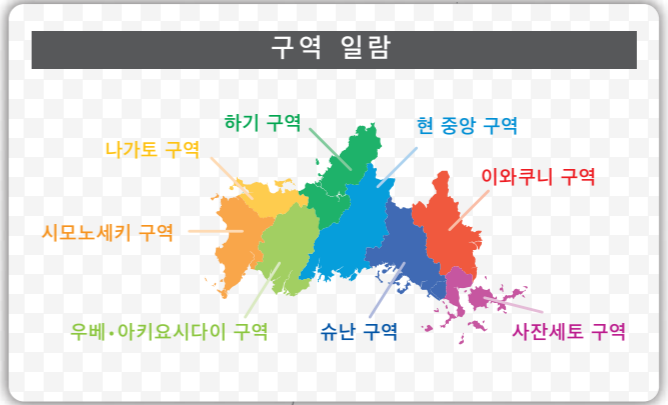 구역 일람
하기 구역
현 중앙 구역
나가토 구역
이와쿠니 구역
시모노세키 구역
우베•아키요시다이 구역
슈난 구역
사잔세토 구역